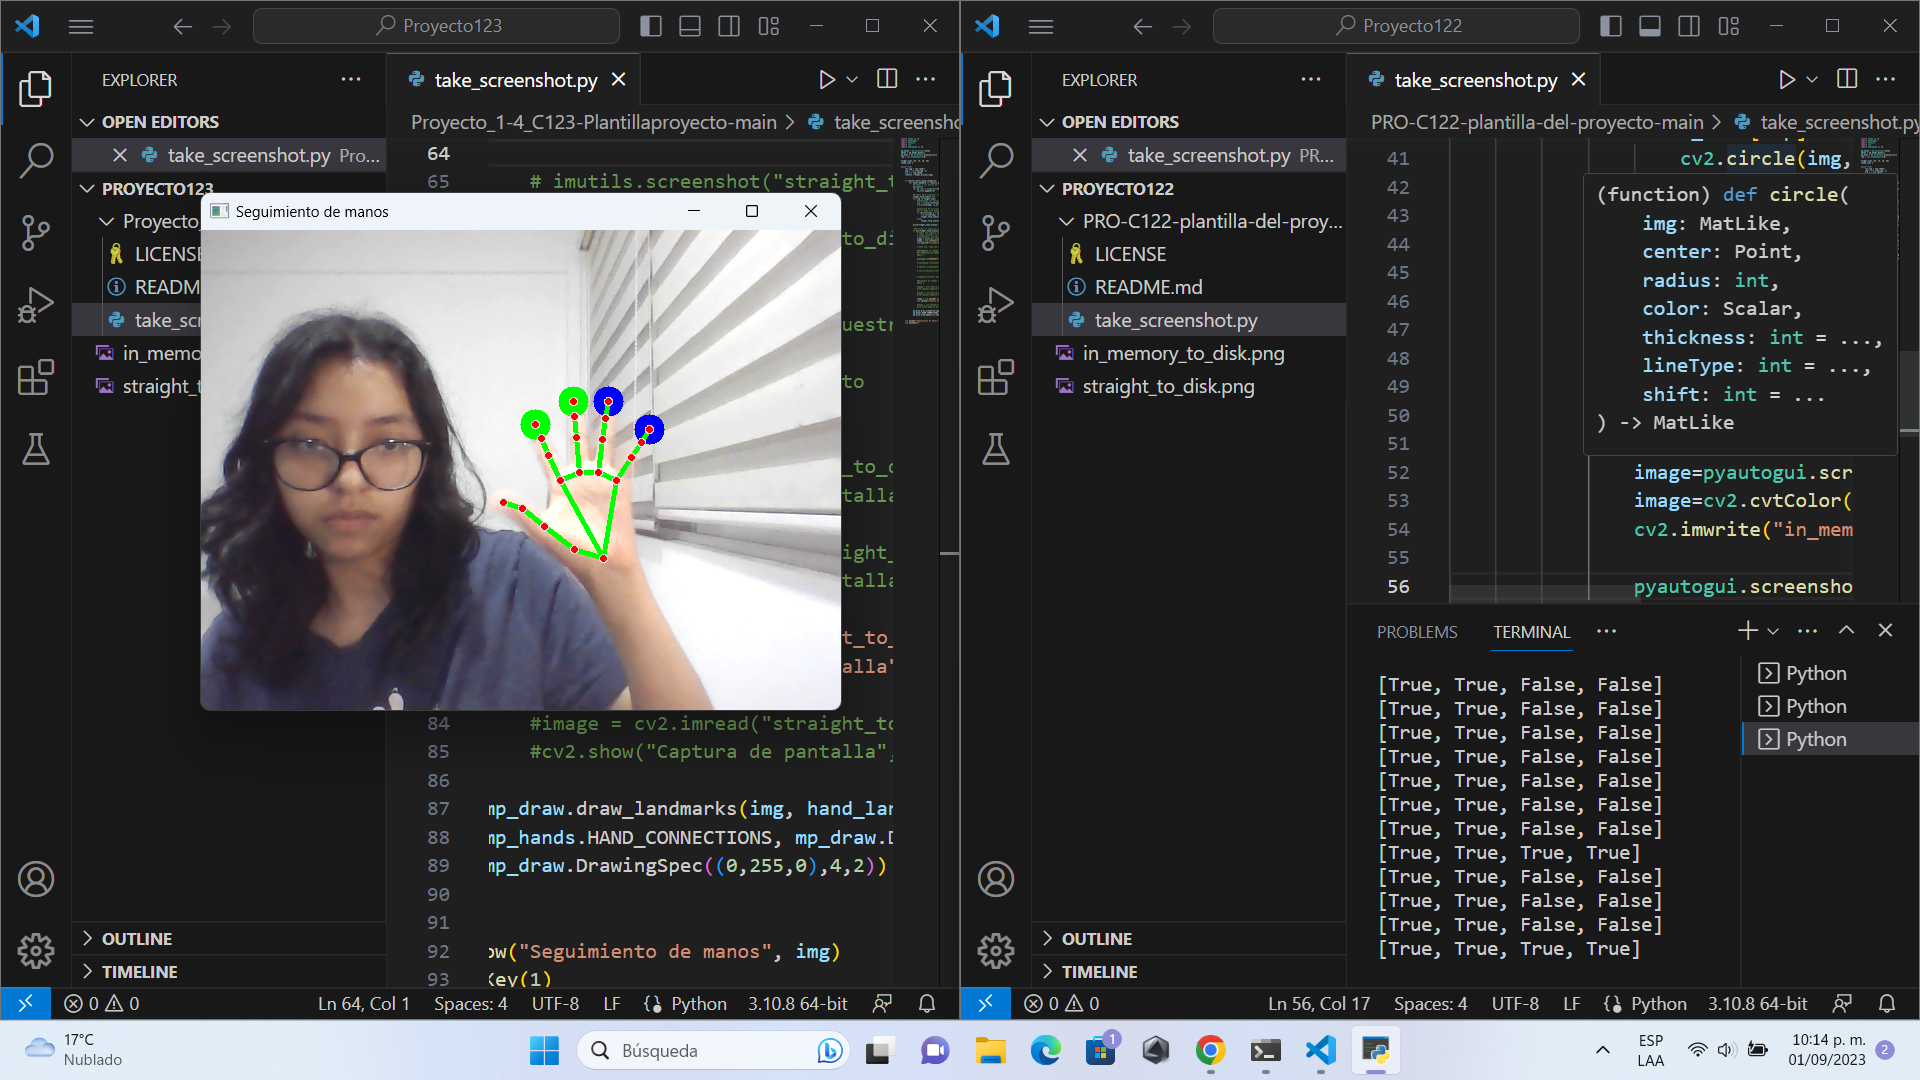 Proyecto123
EXPLORER
OPEN EDITORS
take_screenshot.py Pro...
PROYECTO123
Proyecto_
LICENSE
READM
take_scr
in_memo
straight_t
OUTLINE
TIMELINE
take_screenshot.py
Proyecto_1-4_C123-Plantillaproyecto-main > take_screensho
64
65 # imutils.screenshot("straight_t
to_di
uestr
to
_to_d
talla
ight_
talla
t_to_
alla"
84 #image = cv2.imread("straight_to
85 #cv2.show("Captura de pantalla",
86
87 mp_draw.draw_landmarks(img, hand_lar
88 mp_hands.HAND_CONNECTIONS, mp_draw.D
89 mp_draw.DrawingSpec((0,255,0),4,2))
90
91
92 ow("Seguimiento de manos", img)
93 Key(1)
Seguimiento de manos
0 0
Ln 64, Col 1 Spaces: 4 UTF-8 LF Python 3.10.8 64-bit
Proyecto122
EXPLORER
OPEN EDITORS
take_screenshot.py PR...
PROYECTO122
PRO-C122-plantilla-del-proy...
LICENSE
README.md
take_screenshot.py
in_memory_to_disk.png
straight_to_disk.png
OUTLINE
TIMELINE
take_screenshot.py
PRO-C122-plantilla-del-proyecto-main > take_screenshot.py
41 cv2.circle(img,
42
43
44
45
46
47
48
49
50
51
52 image=pyautogui.scr
53 image=cv2.cvtColor(
54 cv2.imwrite("in_mem
55
56 pyautogui.screensho
(function) def circle(
img: MatLike,
center: Point,
radius: int,
color: Scalar,
thickness: int = ...,
lineType: int = ...,
shift: int = ...
) -> MatLike
PROBLEMS TERMINAL
[True, True, False, False]
[True, True, False, False]
[True, True, False, False]
[True, True, False, False]
[True, True, False, False]
[True, True, False, False]
[True, True, False, False]
[True, True, True, True]
[True, True, False, False]
[True, True, False, False]
[True, True, False, False]
[True, True, True, True]
Python
Python
Python
0 0
Ln 56, Col 17 Spaces: 4 UTF-8 LF Python 3.10.8 64-bit
17°C
Nublado
Búsqueda
1
ESP
LAA
10:14 p. m.
01/09/2023
2